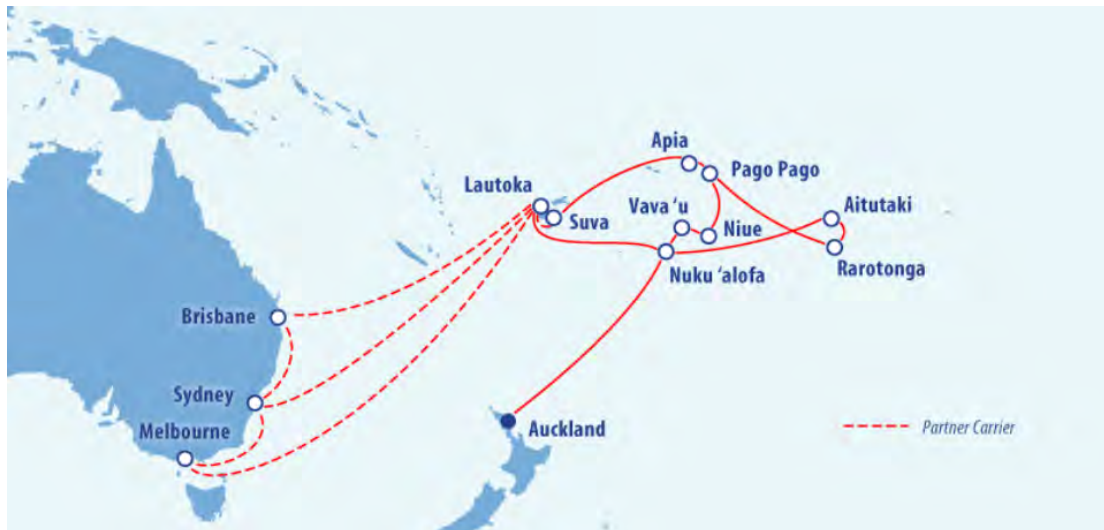 Apia
Pago Pago
Lautoka
Aitutaki
Vava ‘u
Suva
Niue
Rarotonga
Nuku ‘alofa
Brisbane
Sydney
Melbourne
Auckland
Partner Carrier